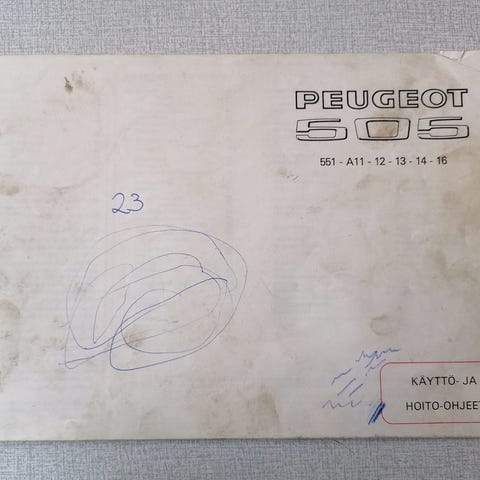 PEUGEOT
505
551 - A11 - 12 - 13 - 14 - 16
23
KÄYTTÖ- JA
HOITO-OHJEET